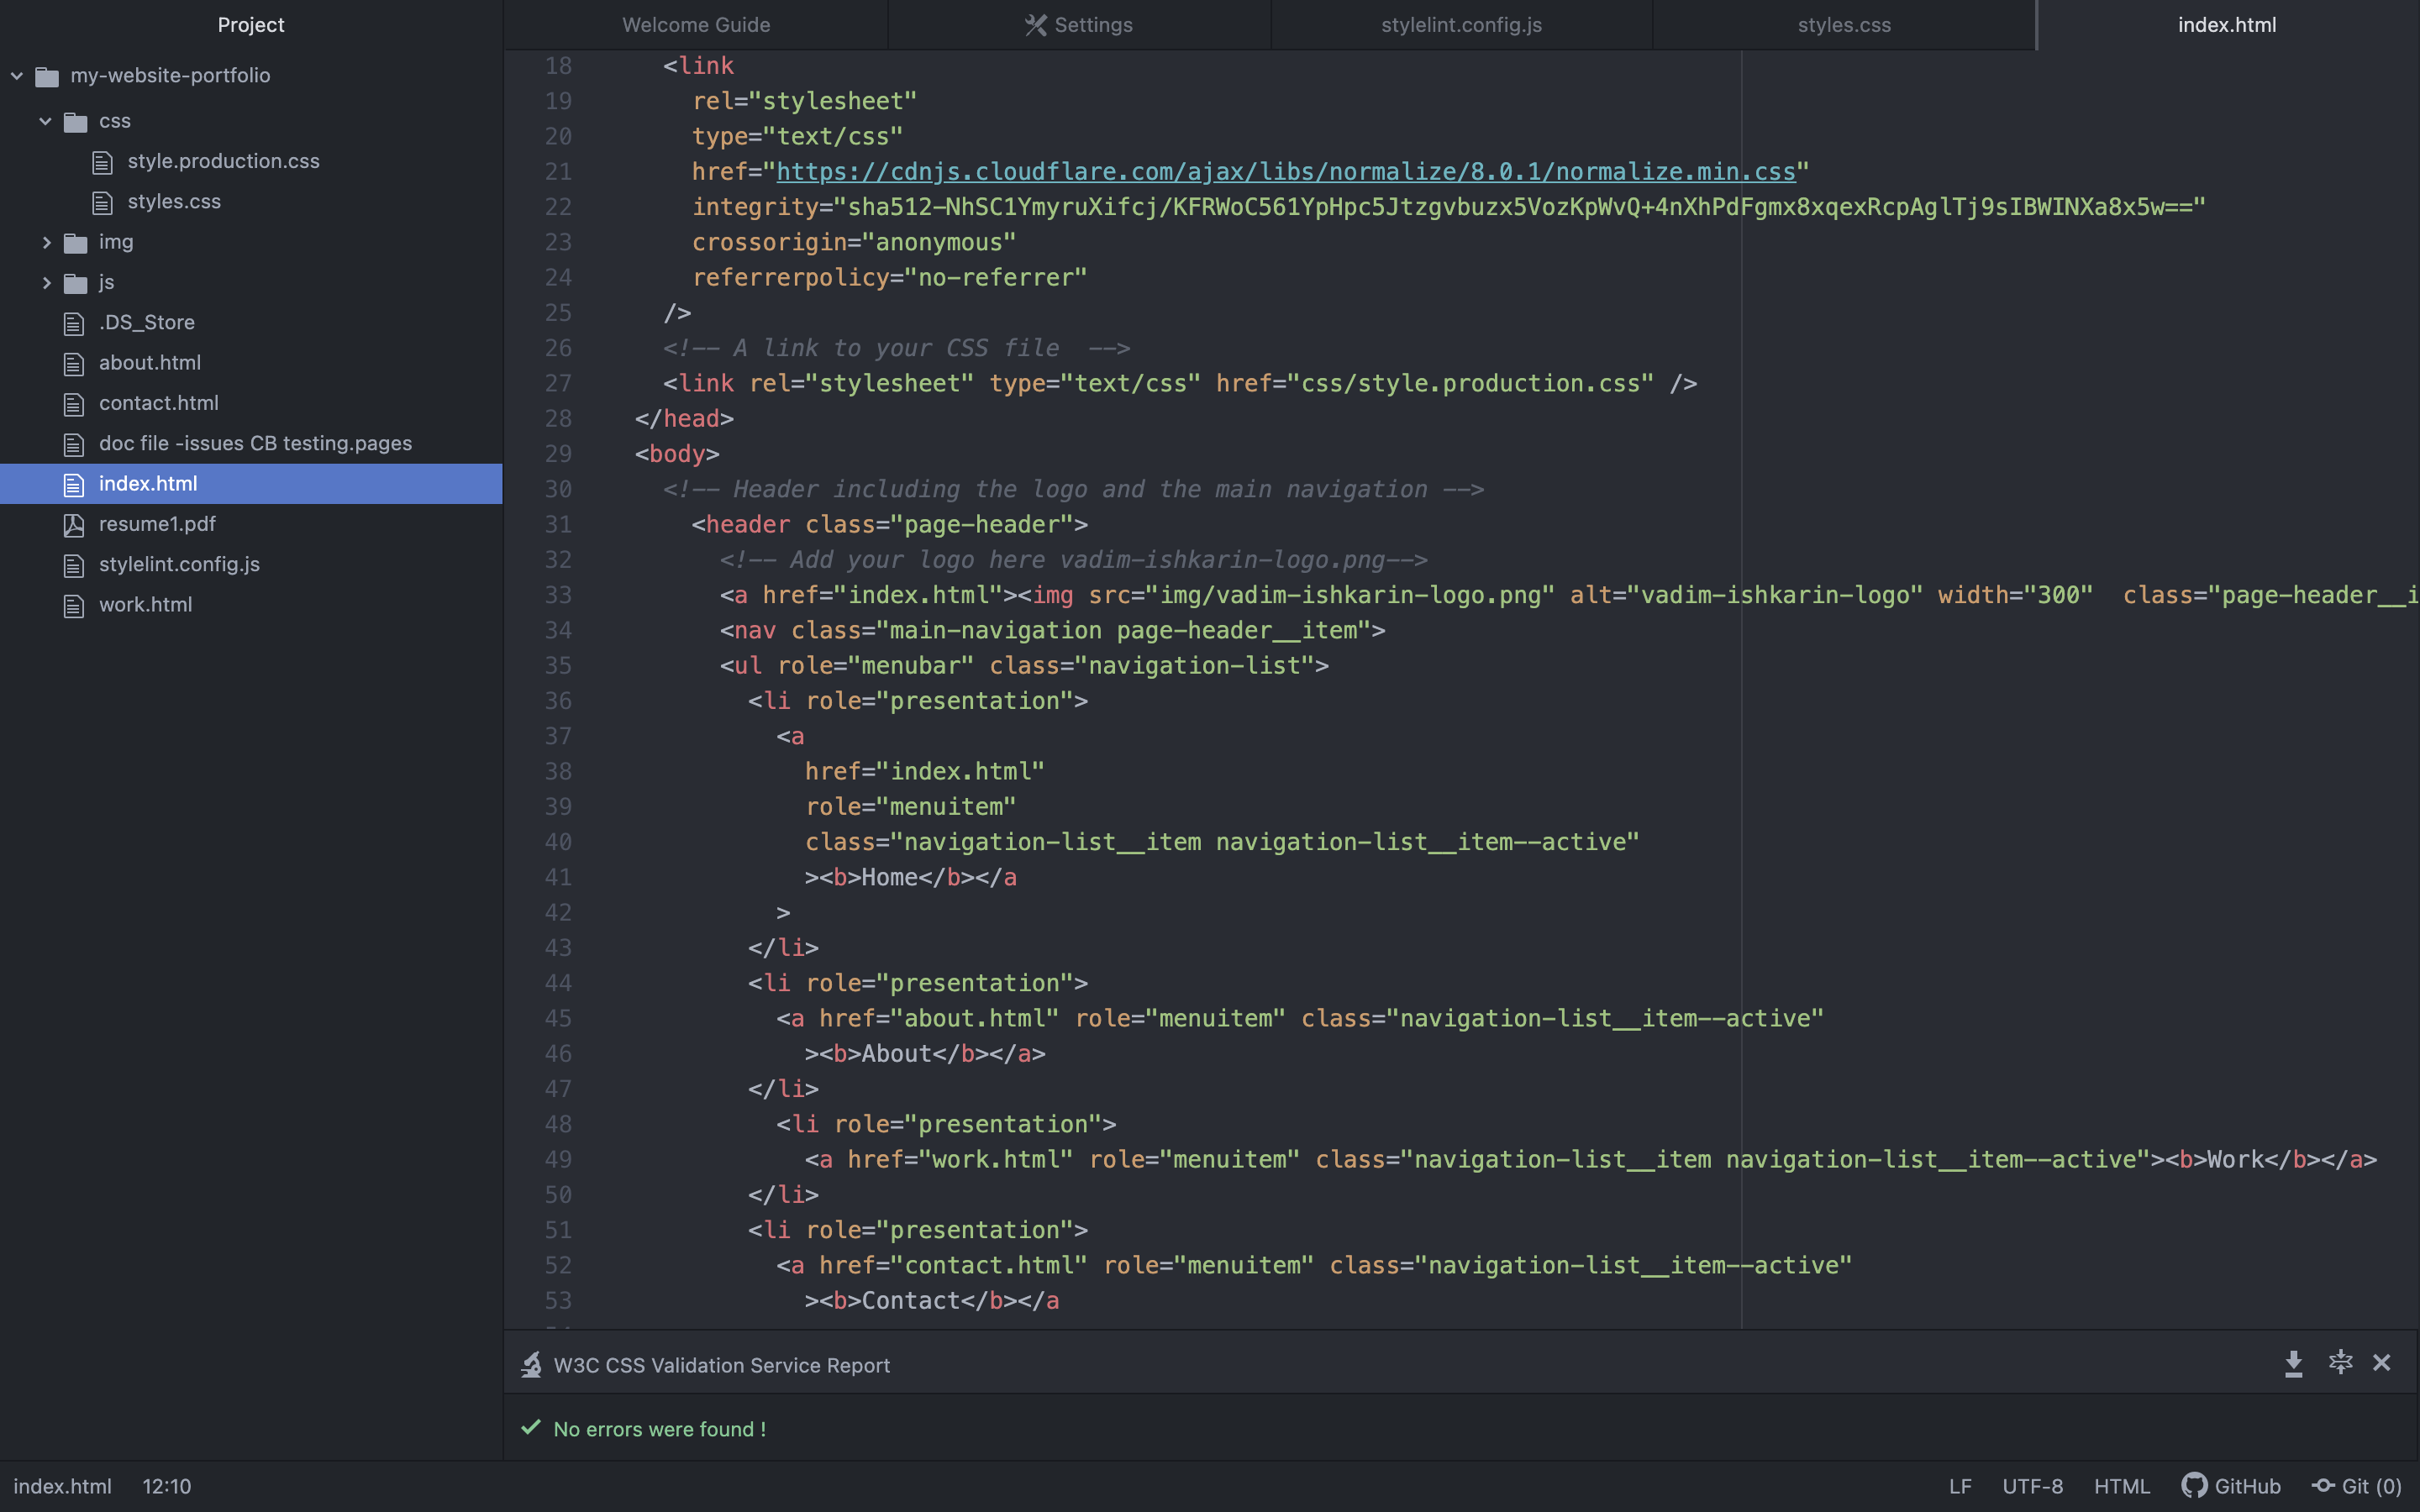 Project
my-website-portfolio
css
style.production.css
styles.css
img
js
.DS_Store
about.html
contact.html
doc file -issues CB testing.pages
index.html
resume1.pdf
stylelint.config.js
work.html
Welcome Guide
Settings
stylelint.config.js
styles.css
index.html
18 <link
19 rel="stylesheet"
20 type="text/css"
21 href="https://cdnjs.cloudflare.com/ajax/libs/normalize/8.0.1/normalize.min.css"
22 integrity="sha512-NhSC1YmyruXifcj/KFRWoC561YpHpc5Jtzgvbuzx5VozKpWvQ+4nXhPdFgmx8xqexRcpAglTj9sIBWINXa8x5w=="
23 crossorigin="anonymous"
24 referrerpolicy="no-referrer"
25 />
26 <!-- A link to your CSS file  -->
27 <link rel="stylesheet" type="text/css" href="css/style.production.css" />
28 </head>
29 <body>
30 <!-- Header including the logo and the main navigation -->
31 <header class="page-header">
32 <!-- Add your logo here vadim-ishkarin-logo.png-->
33 <a href="index.html"><img src="img/vadim-ishkarin-logo.png" alt="vadim-ishkarin-logo" width="300"  class="page-header__i
34 <nav class="main-navigation page-header__item">
35 <ul role="menubar" class="navigation-list">
36 <li role="presentation">
37 <a
38 href="index.html"
39 role="menuitem"
40 class="navigation-list__item navigation-list__item--active"
41 ><b>Home</b></a
42 >
43 </li>
44 <li role="presentation">
45 <a href="about.html" role="menuitem" class="navigation-list__item--active"
46 ><b>About</b></a>
47 </li>
48 <li role="presentation">
49 <a href="work.html" role="menuitem" class="navigation-list__item navigation-list__item--active"><b>Work</b></a>
50 </li>
51 <li role="presentation">
52 <a href="contact.html" role="menuitem" class="navigation-list__item--active"
53 ><b>Contact</b></a
W3C CSS Validation Service Report
No errors were found !
index.html 12:10 LF UTF-8 HTML GitHub Git (0)